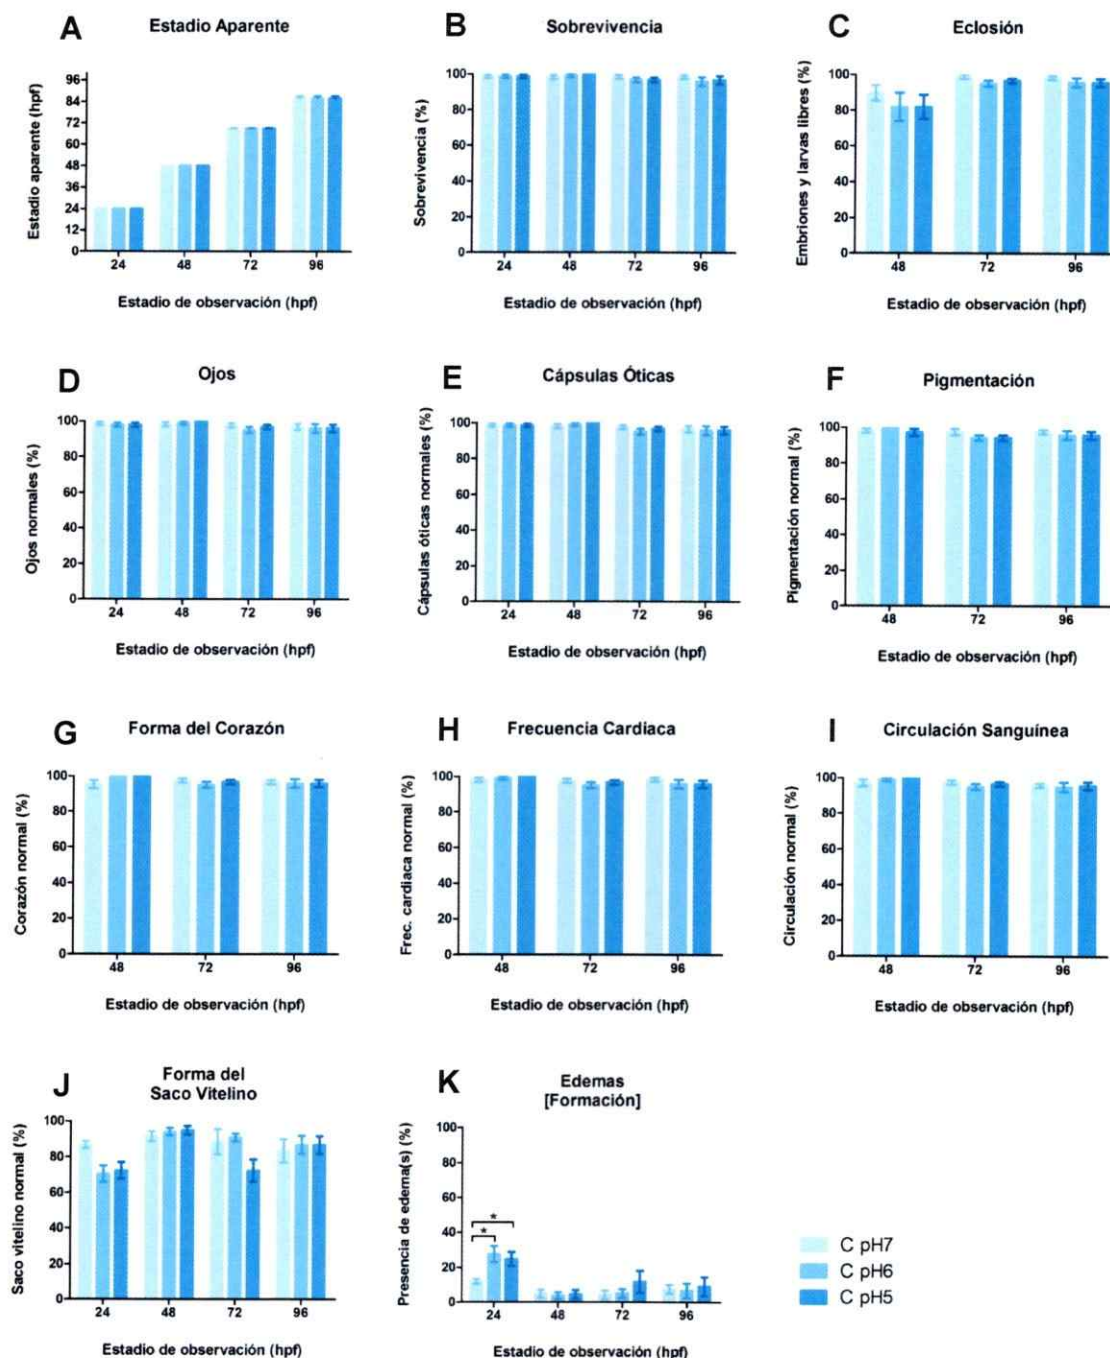 A
Estadio Aparente
Estadio aparente (hpf)
96
84
72
60
48
36
24
12
0
24 48 72 96
Estadio de observación (hpf)
B
Sobrevivencia
Sobrevivencia (%)
100
80
60
40
20
0
24 48 72 96
Estadio de observación (hpf)
C
Eclosión
Embriones y larvas libres (%)
100
80
60
40
20
0
48 72 96
Estadio de observación (hpf)
D
Ojos
Ojos normales (%)
100
80
60
40
20
0
24 48 72 96
Estadio de observación (hpf)
E
Cápsulas Óticas
Cápsulas óticas normales (%)
100
80
60
40
20
0
24 48 72 96
Estadio de observación (hpf)
F
Pigmentación
Pigmentación normal (%)
100
80
60
40
20
0
48 72 96
Estadio de observación (hpf)
G
Forma del Corazón
Corazón normal (%)
100
80
60
40
20
0
48 72 96
Estadio de observación (hpf)
H
Frecuencia Cardiaca
Frec. cardiaca normal (%)
100
80
60
40
20
0
48 72 96
Estadio de observación (hpf)
I
Circulación Sanguínea
Circulación normal (%)
100
80
60
40
20
0
48 72 96
Estadio de observación (hpf)
J
Forma del
Saco Vitelino
Saco vitelino normal (%)
100
80
60
40
20
0
24 48 72 96
Estadio de observación (hpf)
K
Edemas
[Formación]
Presencia de edema(s) (%)
100
80
60
40
20
0
*
*
24 48 72 96
Estadio de observación (hpf)
C pH7
C pH6
C pH5